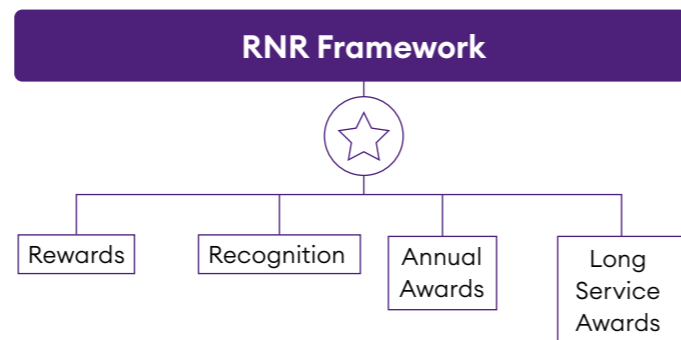 RNR Framework
Rewards
Recognition
Annual
Awards
Long
Service
Awards